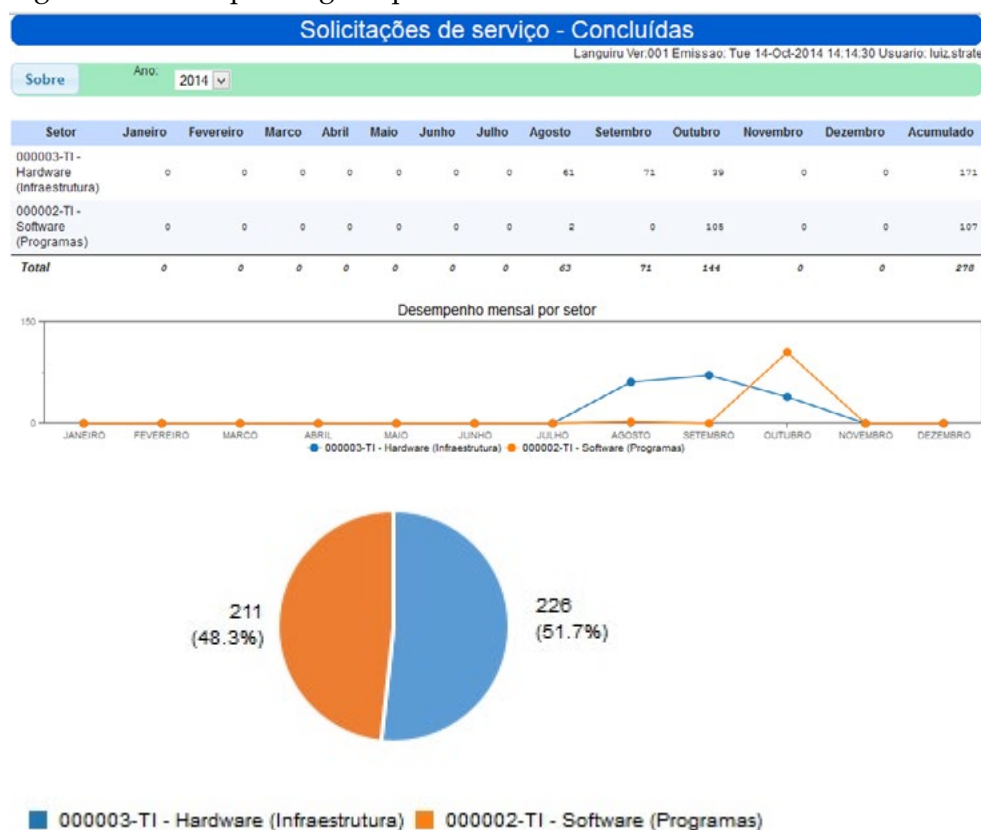 Solicitações de serviço - Concluídas
Languiru Ver:001 Emissao: Tue 14-Oct-2014 14:14:30 Usuario: luiz.strate
Sobre Ano: 2014
Setor Janeiro Fevereiro Marco Abril Maio Junho Julho Agosto Setembro Outubro Novembro Dezembro Acumulado
000003-TI -
Hardware
(Infraestrutura) 0 0 0 0 0 0 0 61 71 39 0 0 171
000002-TI -
Software
(Programas) 0 0 0 0 0 0 0 2 0 105 0 0 107
Total 0 0 0 0 0 0 0 63 71 144 0 0 278
Desempenho mensal por setor
150
0
JANEIRO FEVEREIRO MARCO ABRIL MAIO JUNHO JULHO AGOSTO SETEMBRO OUTUBRO NOVEMBRO DEZEMBRO
000003-TI - Hardware (Infraestrutura) 000002-TI - Software (Programas)
211
(48.3%)
226
(51.7%)
000003-TI - Hardware (Infraestrutura) 000002-TI - Software (Programas)